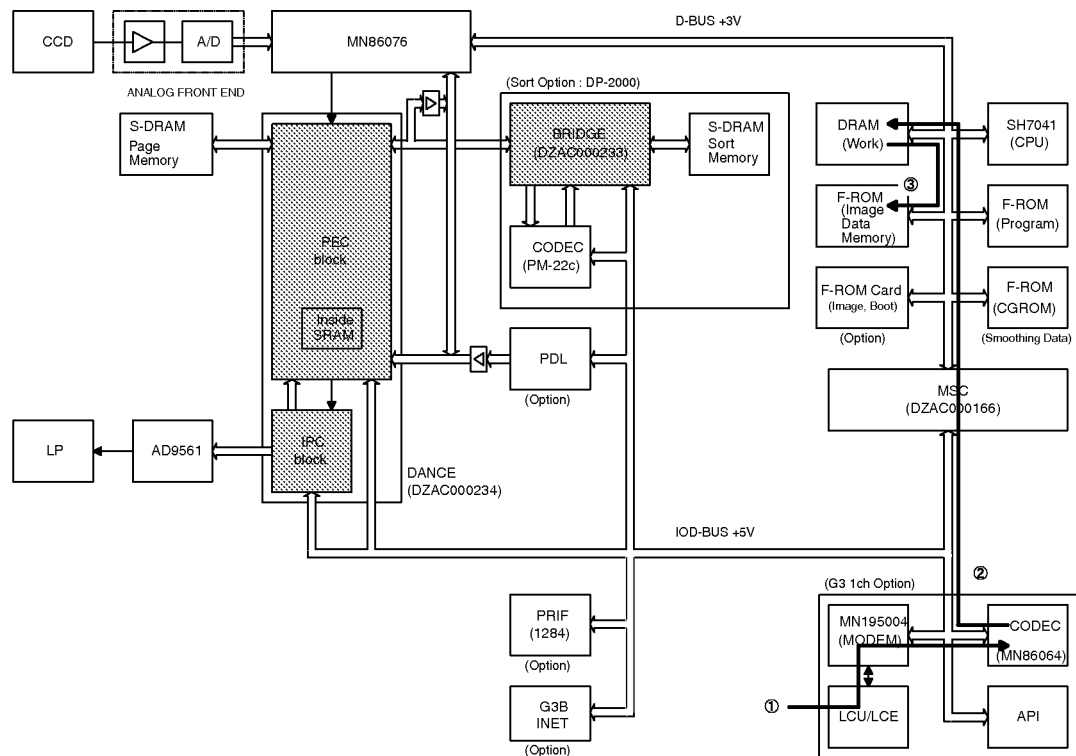 D-BUS +3V
CCD
A/D
MN86076
ANALOG FRONT END
(Sort Option : DP-2000)
S-DRAM
Page
Memory
BRIDGE
(DZAC000233)
S-DRAM
Sort
Memory
DRAM
(Work)
SH7041
(CPU)
③
F-ROM
(Image
Data
Memory)
F-ROM
(Program)
PEC
block
CODEC
(PM-22c)
F-ROM Card
(Image, Boot)
(Option)
F-ROM
(CGROM)
(Smoothing Data)
Inside
SRAM
PDL
(Option)
MSC
(DZAC000166)
LP
AD9561
IPC
block
DANCE
(DZAC000234)
IOD-BUS +5V
②
(G3 1ch Option)
PRIF
(1284)
(Option)
MN195004
(MODEM)
CODEC
(MN86064)
①
G3B
INET
(Option)
LCU/LCE
API